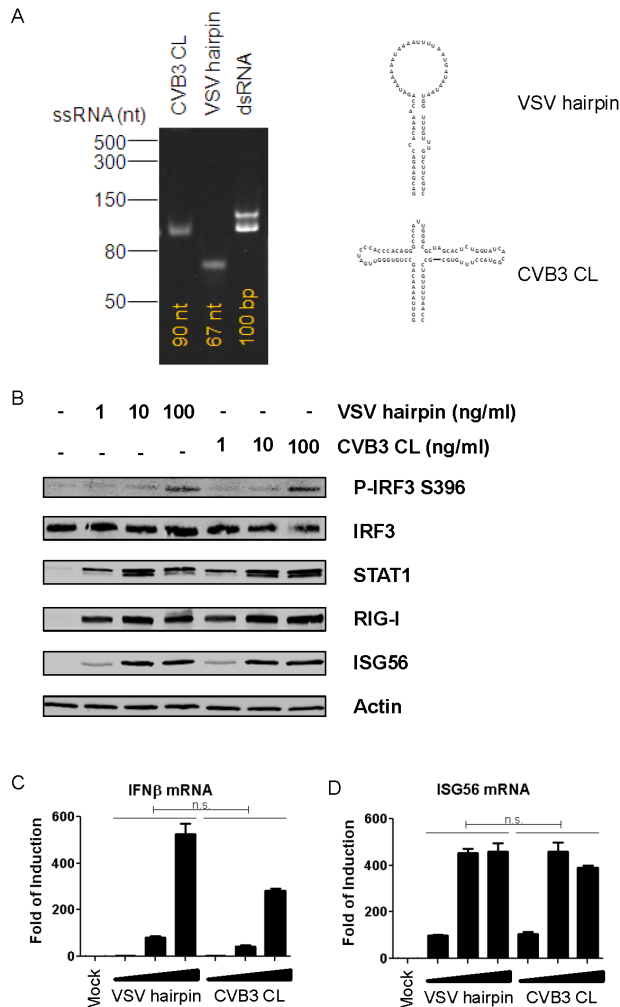 A
ssRNA (nt)
CVB3 CL
VSV hairpin
dsRNA
500
300
150
80
50
90 nt
67 nt
100 bp
VSV hairpin
CVB3 CL
B
- 1 10 100 - - - VSV hairpin (ng/ml)
- - - - 1 10 100 CVB3 CL (ng/ml)
P-IRF3 S396
IRF3
STAT1
RIG-I
ISG56
Actin
C
IFNβ mRNA
n.s.
Fold of Induction
600
400
200
0
Mock
VSV hairpin
CVB3 CL
D
ISG56 mRNA
n.s.
Fold of Induction
600
400
200
0
Mock
VSV hairpin
CVB3 CL